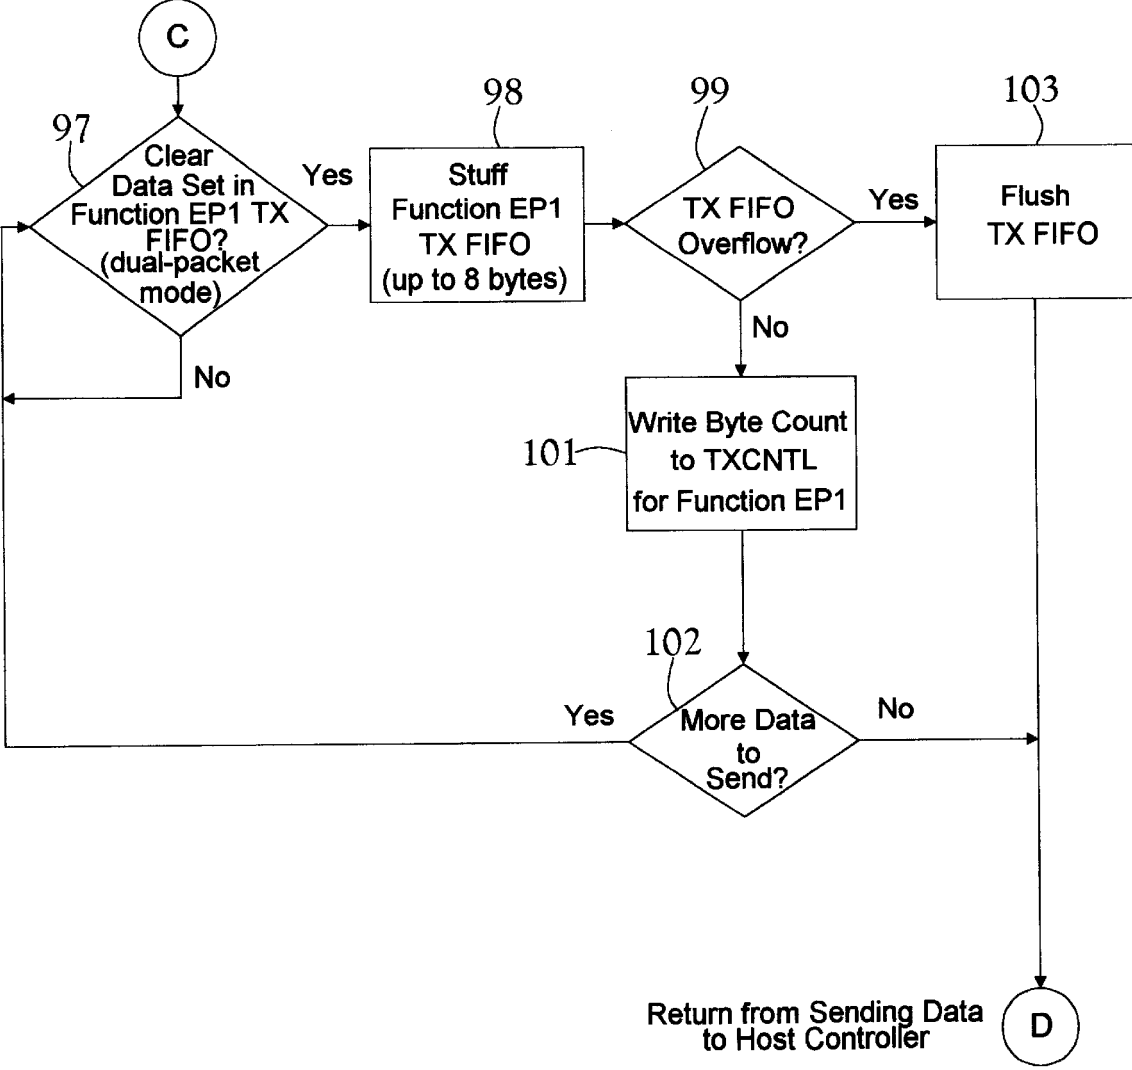 C
97
Clear
Data Set in
Function EP1 TX
FIFO?
(dual-packet
mode)
Yes
No
98
Stuff
Function EP1
TX FIFO
(up to 8 bytes)
99
TX FIFO
Overflow?
Yes
No
103
Flush
TX FIFO
101
Write Byte Count
to TXCNTL
for Function EP1
102
More Data
to
Send?
Yes
No
Return from Sending Data
to Host Controller
D